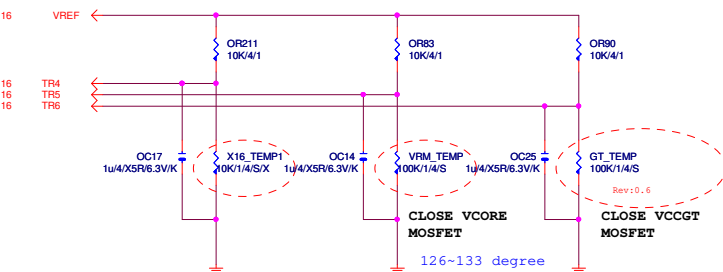 16 VREF
OR211
10K/4/1
OR83
10K/4/1
OR90
10K/4/1
16 TR4
16 TR5
16 TR6
OC17
1u/4/X5R/6.3V/K
X16_TEMP1
10K/1/4/S/X
OC14
1u/4/X5R/6.3V/K
VRM_TEMP
100K/1/4/S
OC25
1u/4/X5R/6.3V/K
GT_TEMP
100K/1/4/S
Rev:0.6
CLOSE VCORE
MOSFET
CLOSE VCCGT
MOSFET
126~133 degree